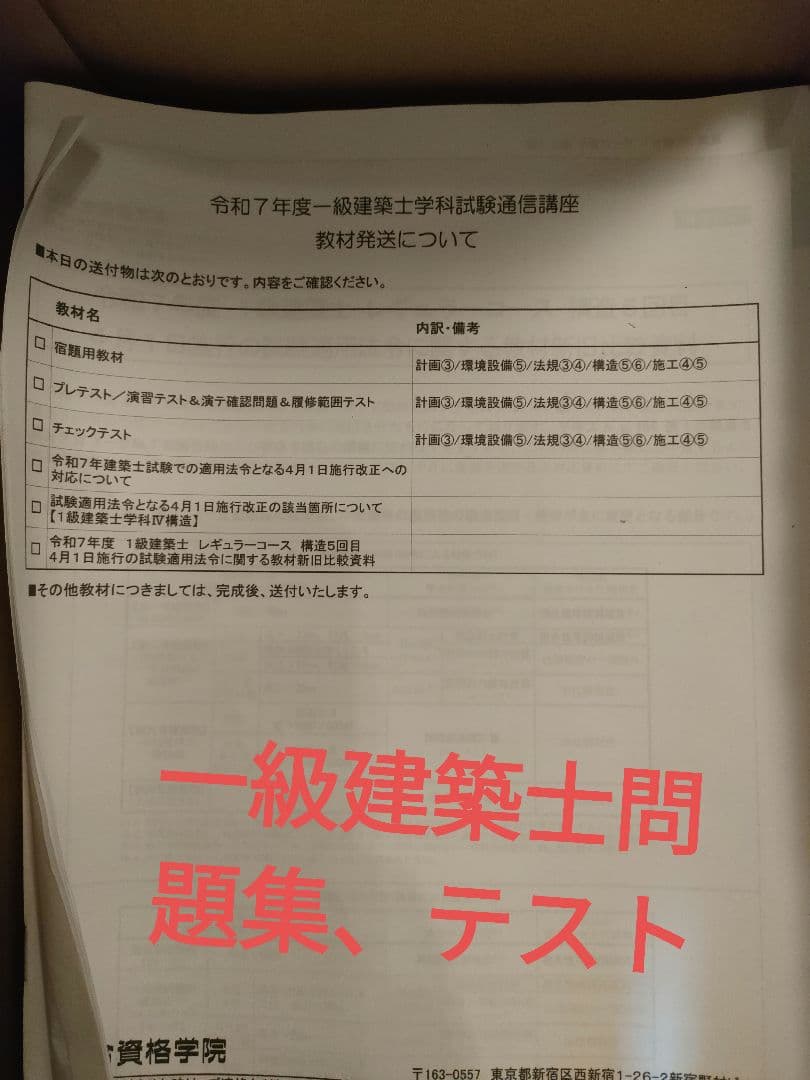 令和7年度一級建築士学科試験通信講座
教材発送について
■本日の送付物は次のとおりです。内容をご確認ください。
教材名 内訳・備考
□ 宿題用教材 計画③/環境設備⑤/法規③④/構造⑤⑥/施工④⑤
□ プレテスト/演習テスト&演テ確認問題&履修範囲テスト 計画③/環境設備⑤/法規③④/構造⑤⑥/施工④⑤
□ チェックテスト 計画③/環境設備⑤/法規③④/構造⑤⑥/施工④⑤
□ 令和7年建築士試験での適用法令となる4月1日施行改正への
対応について
□ 試験適用法令となる4月1日施行改正の該当箇所について
【1級建築士学科Ⅳ構造】
□ 令和7年度 1級建築士 レギュラーコース 構造5回目
4月1日施行の試験適用法令に関する教材新旧比較資料
■その他教材につきましては、完成後、送付いたします。
一級建築士問
題集、テスト
資格学院
〒163-0557 東京都新宿区西新宿1-26-2新宿野村